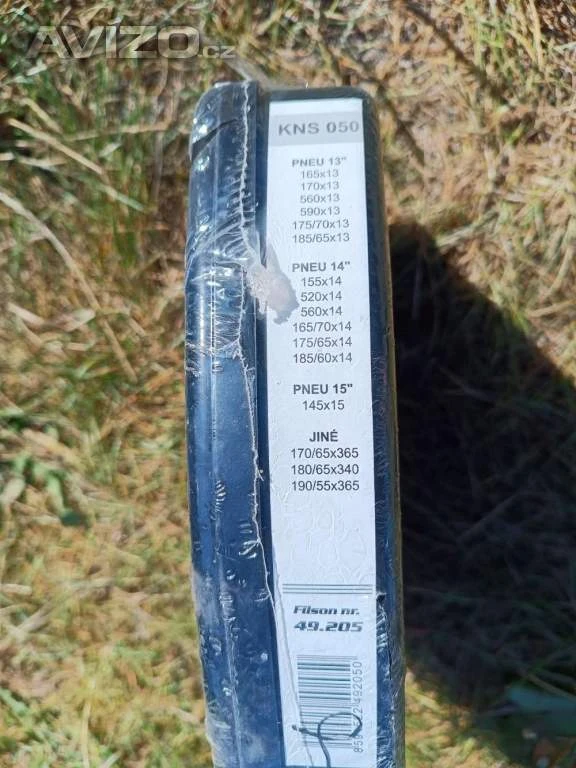 AVIZO.cz
KNS 050
PNEU 13"
165x13
170x13
560x13
590x13
175/70x13
185/65x13
PNEU 14"
155x14
520x14
560x14
165/70x14
175/65x14
185/60x14
PNEU 15"
145x15
JINÉ
170/65x365
180/65x340
190/55x365
Filson nr.
49.205